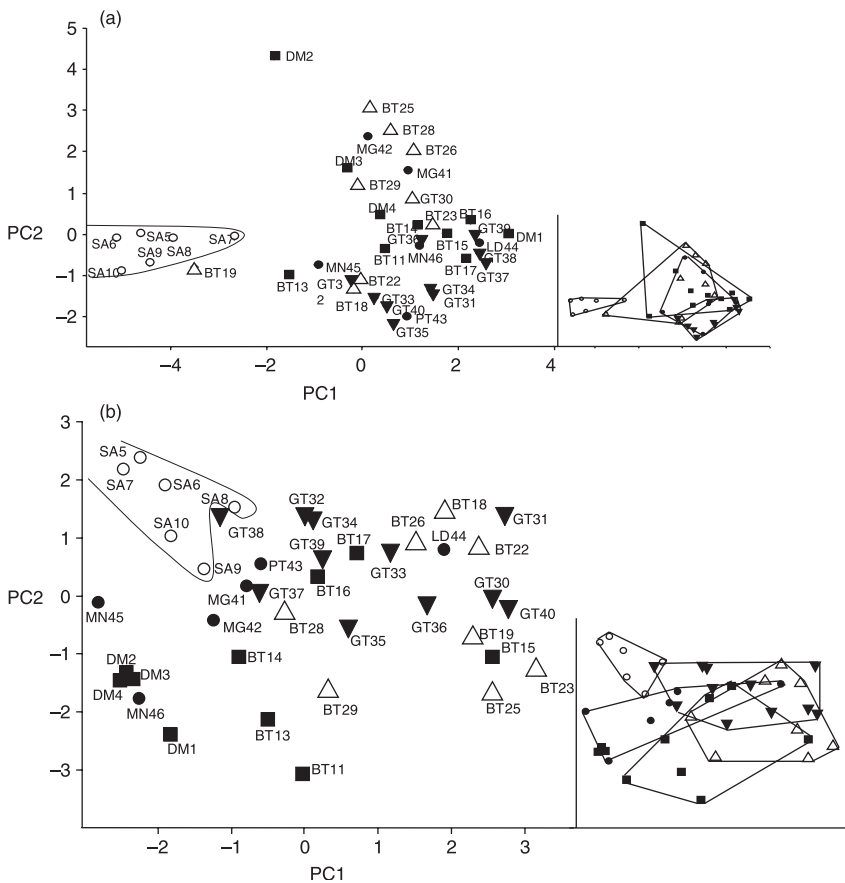 (a)
5
DM2
4
BT25
3
BT28
MG42
BT26
2
DM3
MG41
BT29
1
GT30
DM4
BT23
BT16
BT14
GT39
DM1
PC2
0
SA6
SA5
SA7
GT36
BT15
LD44
SA9
SA8
BT11
MN46
GT38
SA10
BT19
MN45
BT22
BT17
GT37
−1
BT13
GT3
2
GT34
BT18
GT33
GT31
GT40
PT43
−2
GT35
−4
−2
0
2
4
PC1
(b)
3
SA5
SA7
2
SA6
SA8
GT32
BT18
GT31
SA10
GT38
GT34
BT26
1
BT17
LD44
BT22
GT39
SA9
PT43
GT33
MG41
BT16
PC2
0
GT37
GT30
MN45
MG42
BT28
GT36
GT40
GT35
BT19
−1
BT14
BT15
DM2
DM3
BT23
DM4
BT29
BT25
MN46
−2
BT13
DM1
−3
BT11
−2
−1
0
1
2
3
PC1